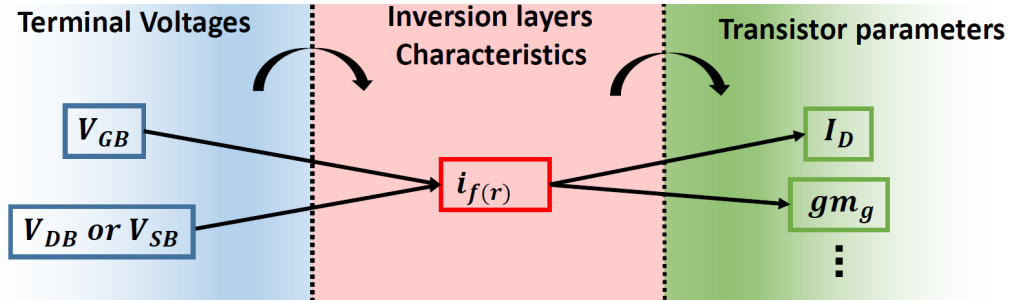 Terminal Voltages
Inversion layers
Characteristics
Transistor parameters
V_GB
V_DB or V_SB
i_f(r)
I_D
gm_g
⋮